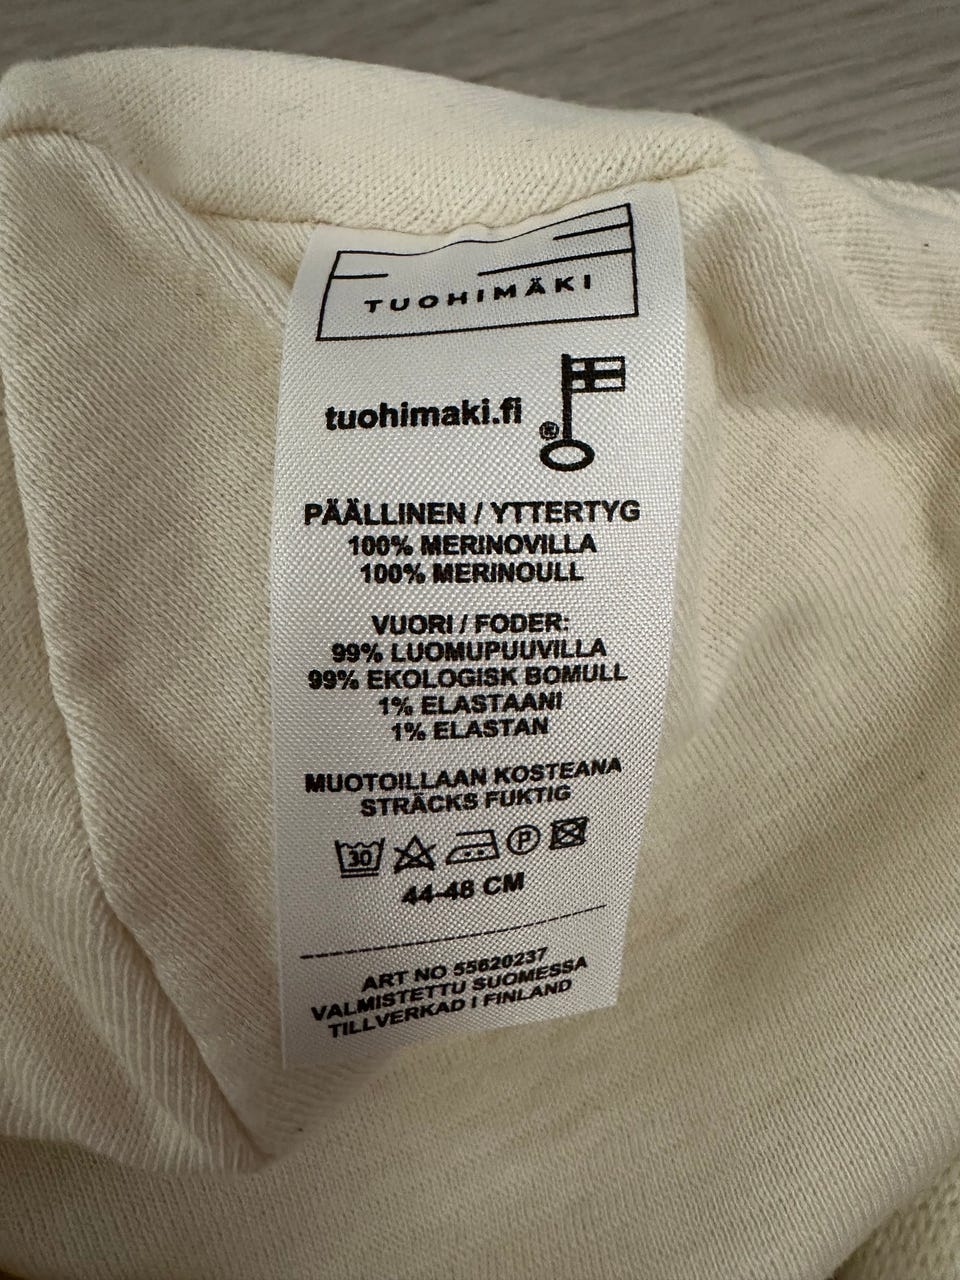 TUOHIMÄKI
tuohimaki.fi
®
PÄÄLLINEN / YTTERTYG
100% MERINOVILLA
100% MERINOULL
VUORI / FODER:
99% LUOMUPUUVILLA
99% EKOLOGISK BOMULL
1% ELASTAANI
1% ELASTAN
MUOTOILLAAN KOSTEANA
STRÄCKS FUKTIG
30 P
44-48 CM
ART NO 55620237
VALMISTETTU SUOMESSA
TILLVERKAD I FINLAND